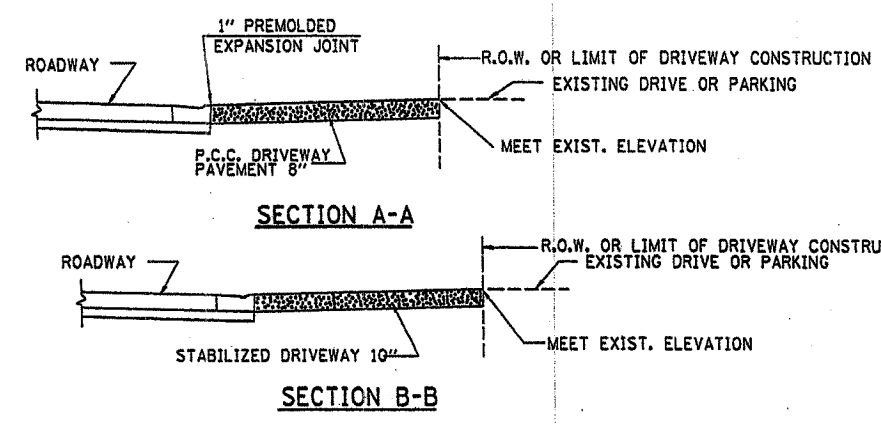 1" PREMOLDED
EXPANSION JOINT
ROADWAY
R.O.W. OR LIMIT OF DRIVEWAY CONSTRUCTION
EXISTING DRIVE OR PARKING
MEET EXIST. ELEVATION
P.C.C. DRIVEWAY
PAVEMENT 8"
SECTION A-A
R.O.W. OR LIMIT OF DRIVEWAY CONSTRU
ROADWAY
EXISTING DRIVE OR PARKING
MEET EXIST. ELEVATION
STABILIZED DRIVEWAY 10"
SECTION B-B